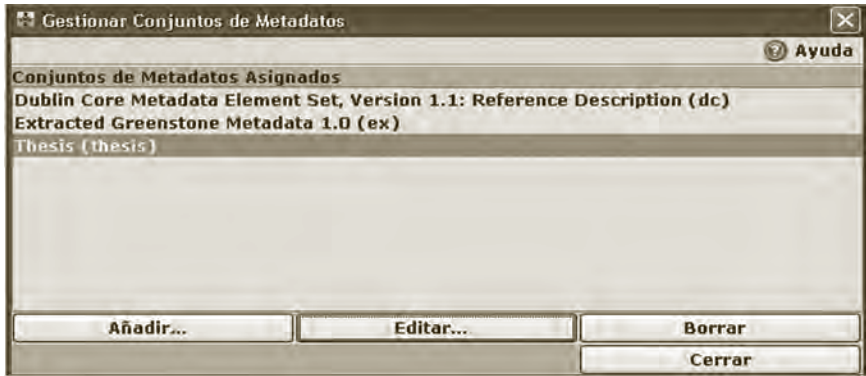 Gestionar Conjuntos de Metadatos
Ayuda
Conjuntos de Metadatos Asignados
Dublin Core Metadata Element Set, Version 1.1: Reference Description (dc)
Extracted Greenstone Metadata 1.0 (ex)
Thesis (thesis)
Añadir... Editar... Borrar
Cerrar